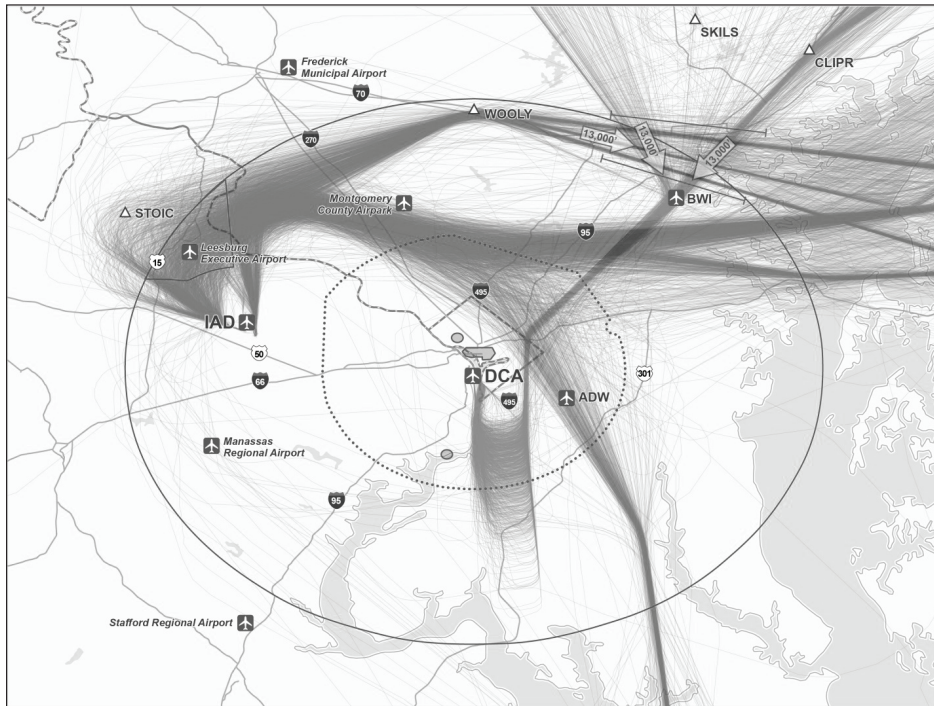 SKILS
CLIPR
Frederick
Municipal Airport
70
WOOLY
270
13,000'
13,000'
13,000'
BWI
Montgomery
County Airpark
STOIC
95
Leesburg
Executive Airport
15
495
IAD
50
301
66
DCA
ADW
495
Manassas
Regional Airport
95
Stafford Regional Airport